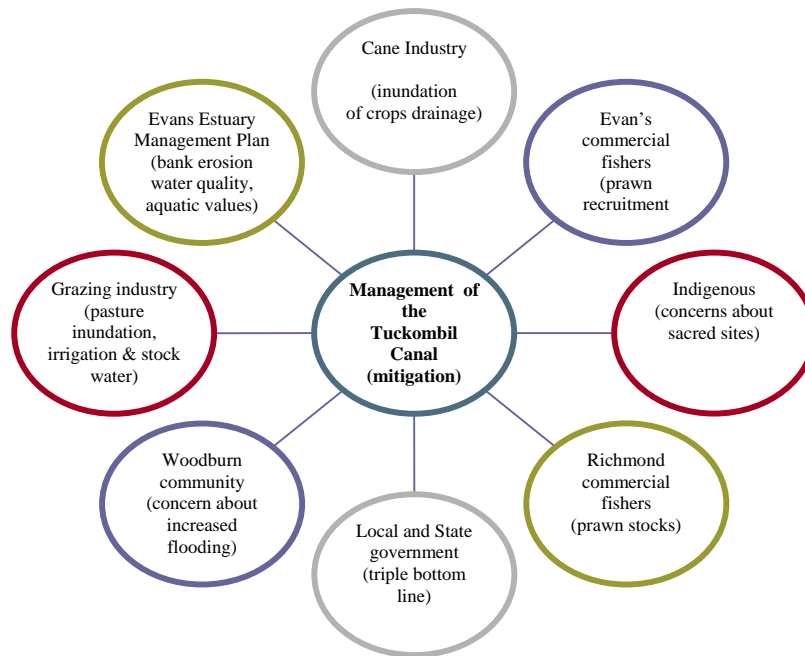 Cane Industry
(inundation
of crops drainage)
Evan's
commercial
fishers
(prawn
recruitment
Indigenous
(concerns about
sacred sites)
Richmond
commercial
fishers
(prawn stocks)
Local and State
government
(triple bottom
line)
Woodburn
community
(concern about
increased
flooding)
Grazing industry
(pasture
inundation,
irrigation & stock
water)
Evans Estuary
Management Plan
(bank erosion
water quality,
aquatic values)
Management of
the
Tuckombil
Canal
(mitigation)